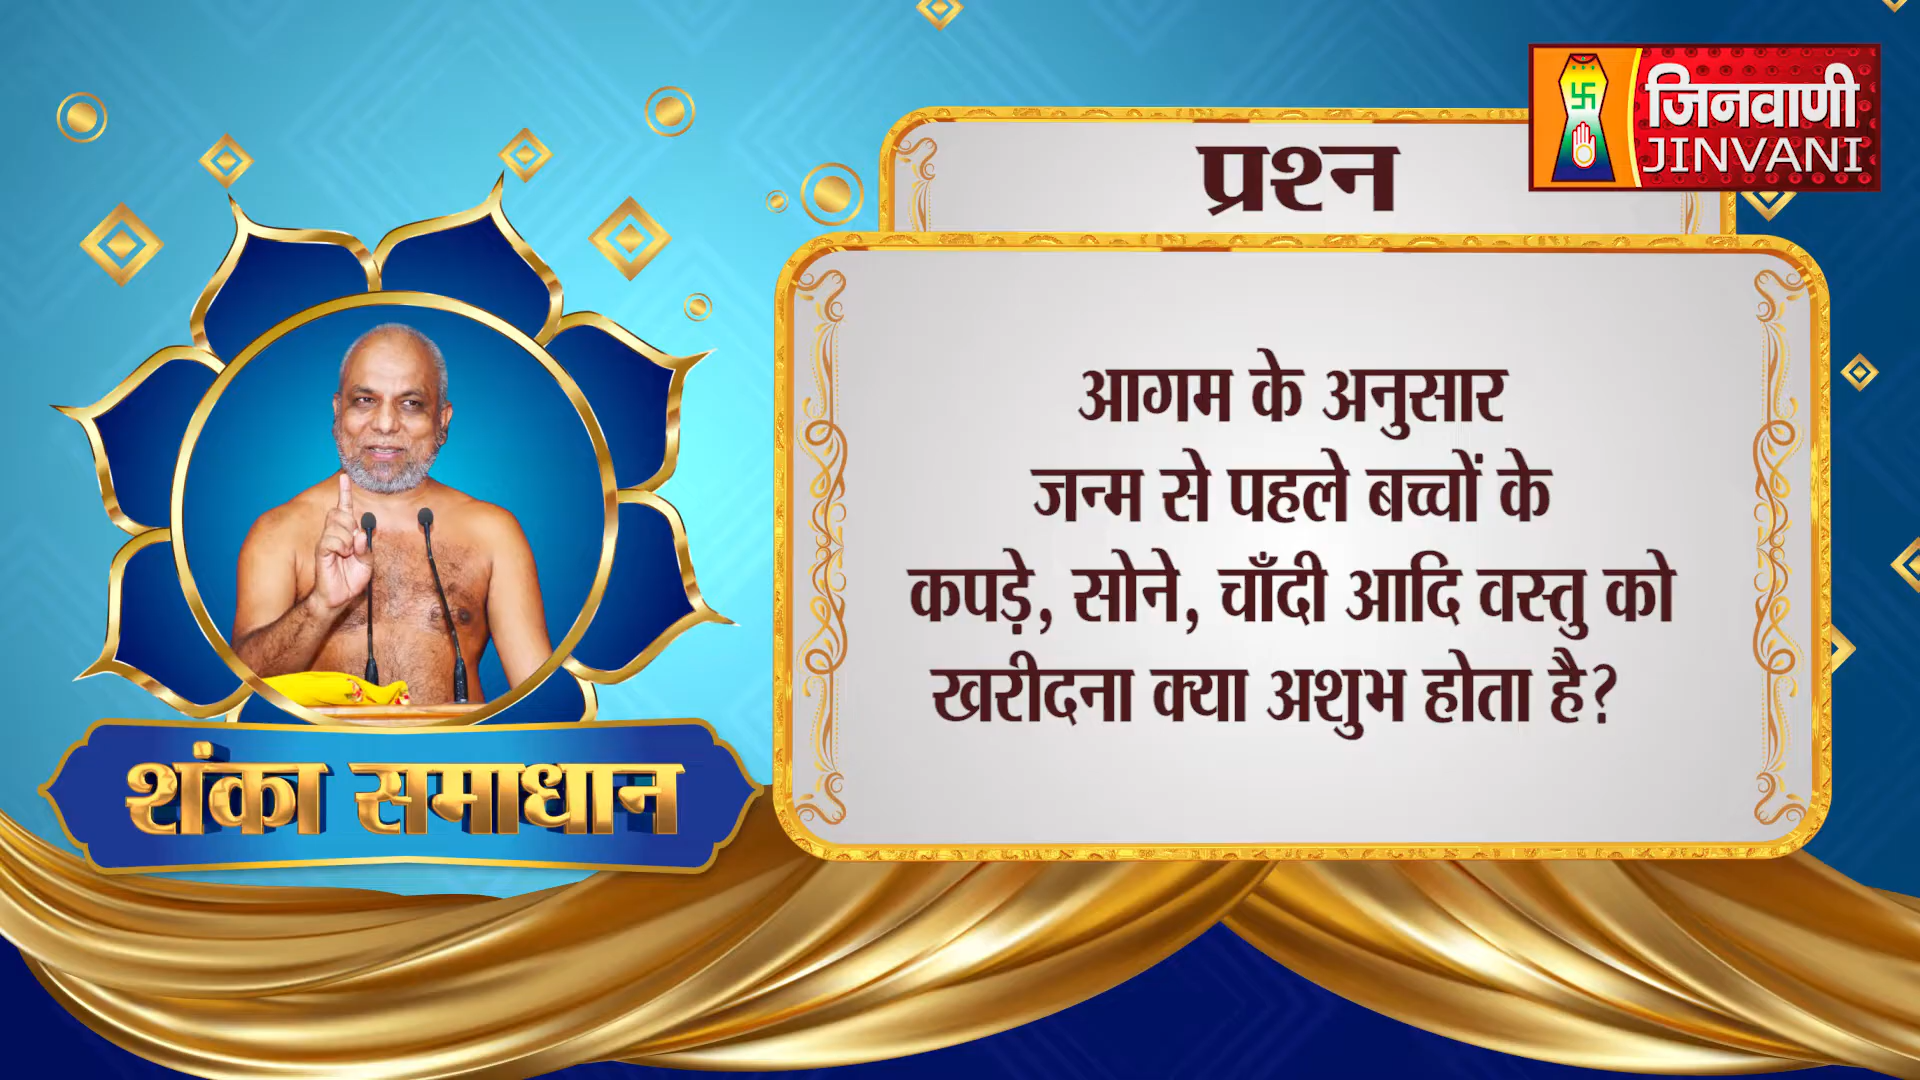 जिनवाणी
JINVANI
प्रश्न
आगम के अनुसार
जन्म से पहले बच्चों के
कपड़े, सोने, चाँदी आदि वस्तु को
खरीदना क्या अशुभ होता है?
शंका समाधान